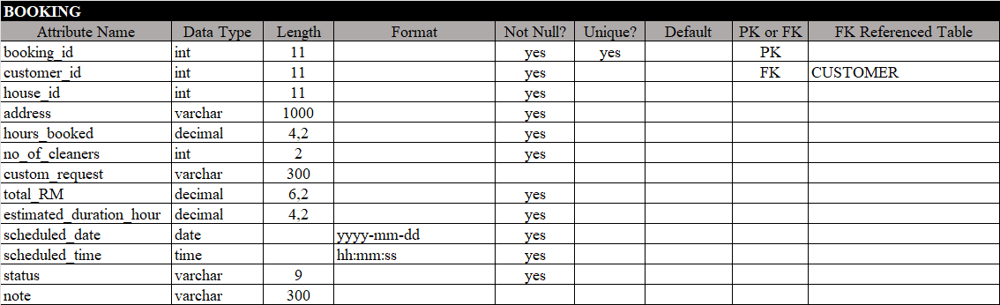 BOOKING
Attribute Name Data Type Length Format Not Null? Unique? Default PK or FK FK Referenced Table
booking_id int 11 yes yes PK
customer_id int 11 yes FK CUSTOMER
house_id int 11 yes
address varchar 1000 yes
hours_booked decimal 4,2 yes
no_of_cleaners int 2 yes
custom_request varchar 300
total_RM decimal 6,2 yes
estimated_duration_hour decimal 4,2 yes
scheduled_date date yyyy-mm-dd yes
scheduled_time time hh:mm:ss yes
status varchar 9 yes
note varchar 300